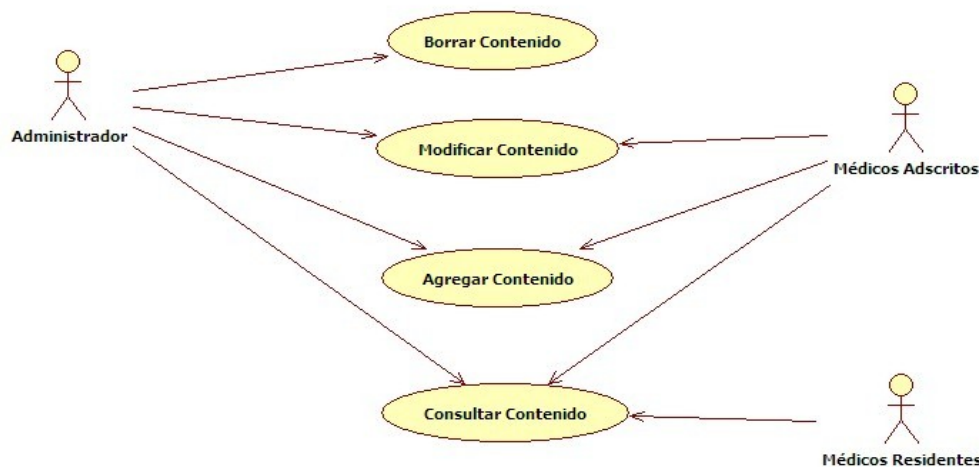 Borrar Contenido
Administrador
Modificar Contenido
Médicos Adscritos
Agregar Contenido
Consultar Contenido
Médicos Residentes